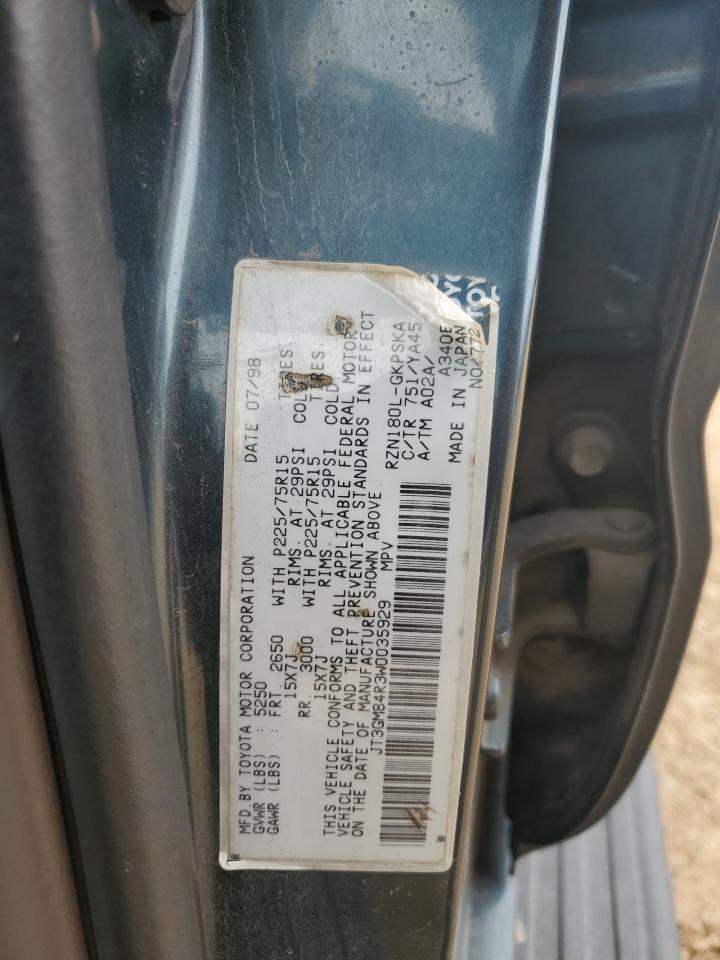 MFD. BY TOYOTA MOTOR CORPORATION DATE 07/98
GVWR (LBS) : 5250
GAWR (LBS) : FRT 2650 WITH P225/75R15 TIRES
15X7J RIMS. AT 29PSI COLD
RR 3000 WITH P225/75R15 TIRES
15X7J RIMS. AT 29PSI COLD
THIS VEHICLE CONFORMS TO ALL APPLICABLE FEDERAL MOTOR
VEHICLE SAFETY AND THEFT PREVENTION STANDARDS IN EFFECT
ON THE DATE OF MANUFACTURE SHOWN ABOVE
JT3GM84R3W0035929 MPV
RZN180L-GKPSKA
C/TR 751/YA45
A/TM A02A/
A340E
MADE IN JAPAN